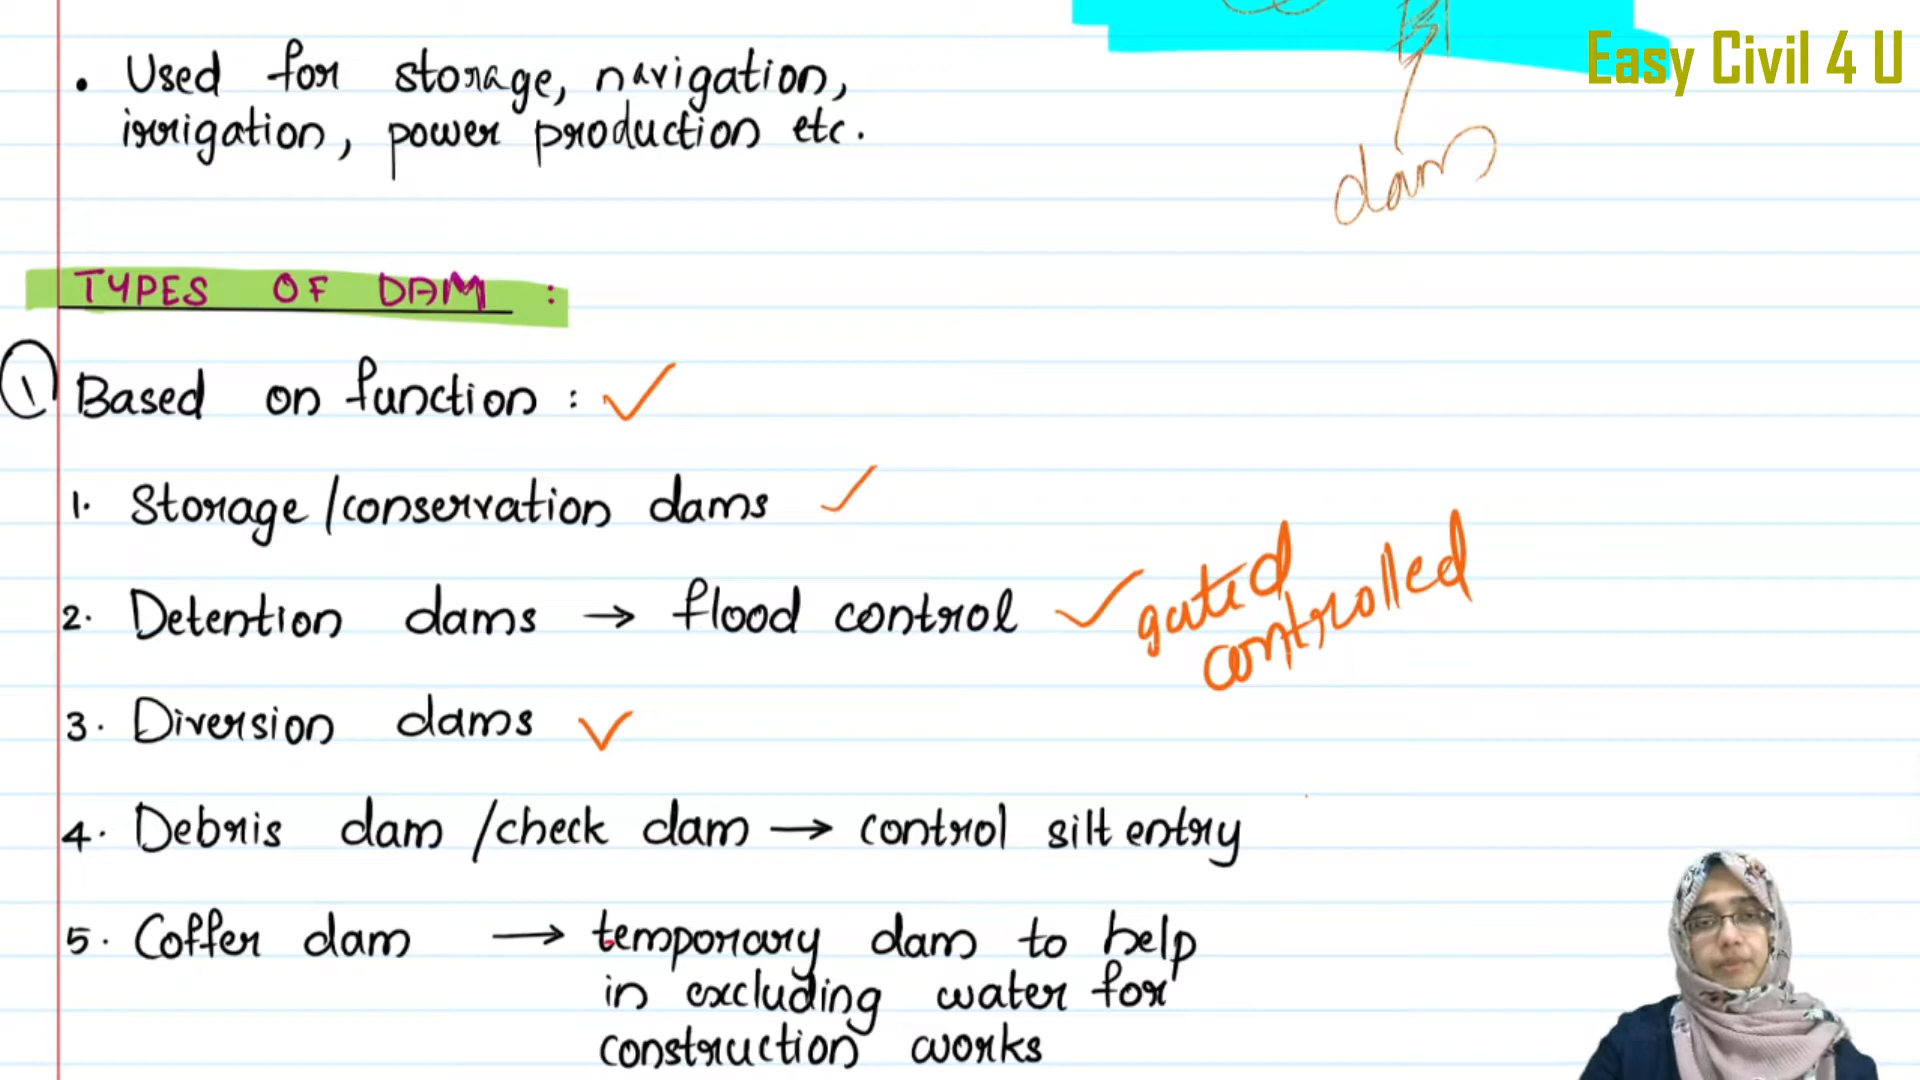 Easy Civil 4 U
• Used for storage, navigation,
irrigation, power production etc.
dam
TYPES OF DAM :
1 Based on function :
1. Storage /conservation dams
2. Detention dams → flood control
gated
controlled
3. Diversion dams
4. Debris dam /check dam → control silt entry
5. Coffer dam → temporary dam to help
in excluding water for
construction works